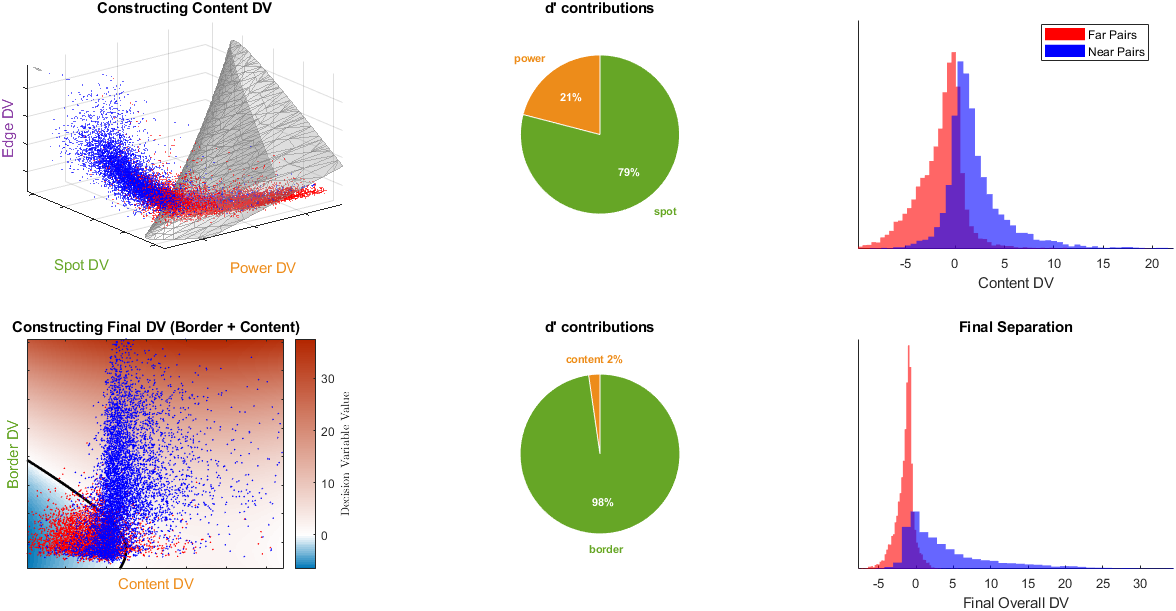 Constructing Content DV
d' contributions
Far Pairs
Near Pairs
Edge DV
power
21%
79%
spot
Spot DV
Power DV
-5
0
5
10
15
20
Content DV
Constructing Final DV (Border + Content)
d' contributions
Final Separation
Border DV
30
20
10
0
Decision Variable Value
Content DV
content 2%
98%
border
-5
0
5
10
15
20
25
30
Final Overall DV